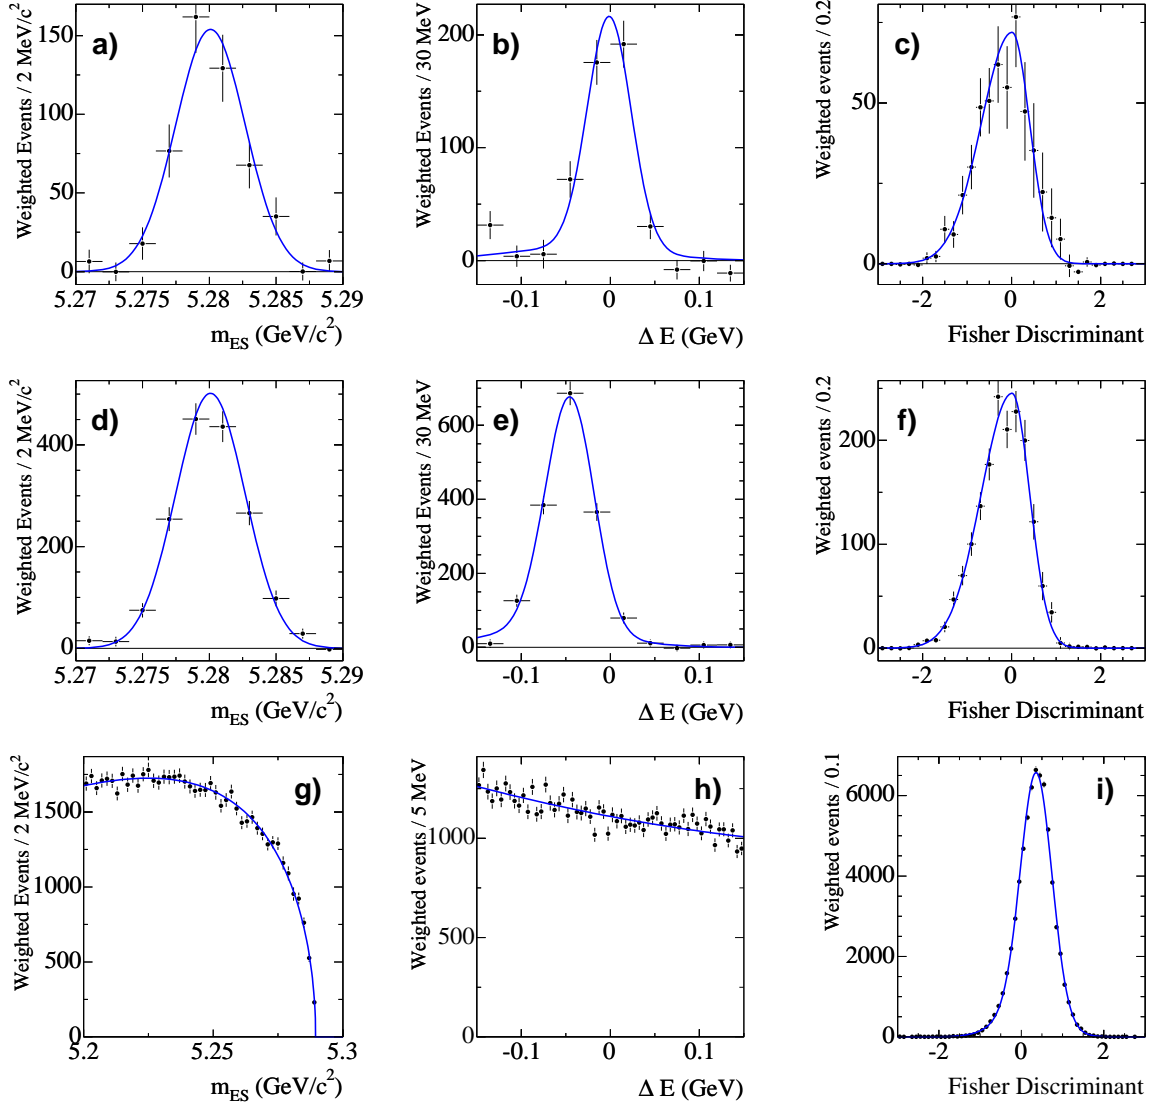 a)
Weighted Events / 2 MeV/c²
150
100
50
0
5.27 5.275 5.28 5.285 5.29
m_ES (GeV/c²)
b)
Weighted Events / 30 MeV
200
100
0
-0.1 0 0.1
Δ E (GeV)
c)
Weighted events / 0.2
50
0
-2 0 2
Fisher Discriminant
d)
Weighted Events / 2 MeV/c²
400
200
0
5.27 5.275 5.28 5.285 5.29
m_ES (GeV/c²)
e)
Weighted Events / 30 MeV
600
400
200
0
-0.1 0 0.1
Δ E (GeV)
f)
Weighted events / 0.2
200
100
0
-2 0 2
Fisher Discriminant
g)
Weighted Events / 2 MeV/c²
1500
1000
500
0
5.2 5.25 5.3
m_ES (GeV/c²)
h)
Weighted events / 5 MeV
1000
500
0
-0.1 0 0.1
Δ E (GeV)
i)
Weighted events / 0.1
6000
4000
2000
0
-2 0 2
Fisher Discriminant